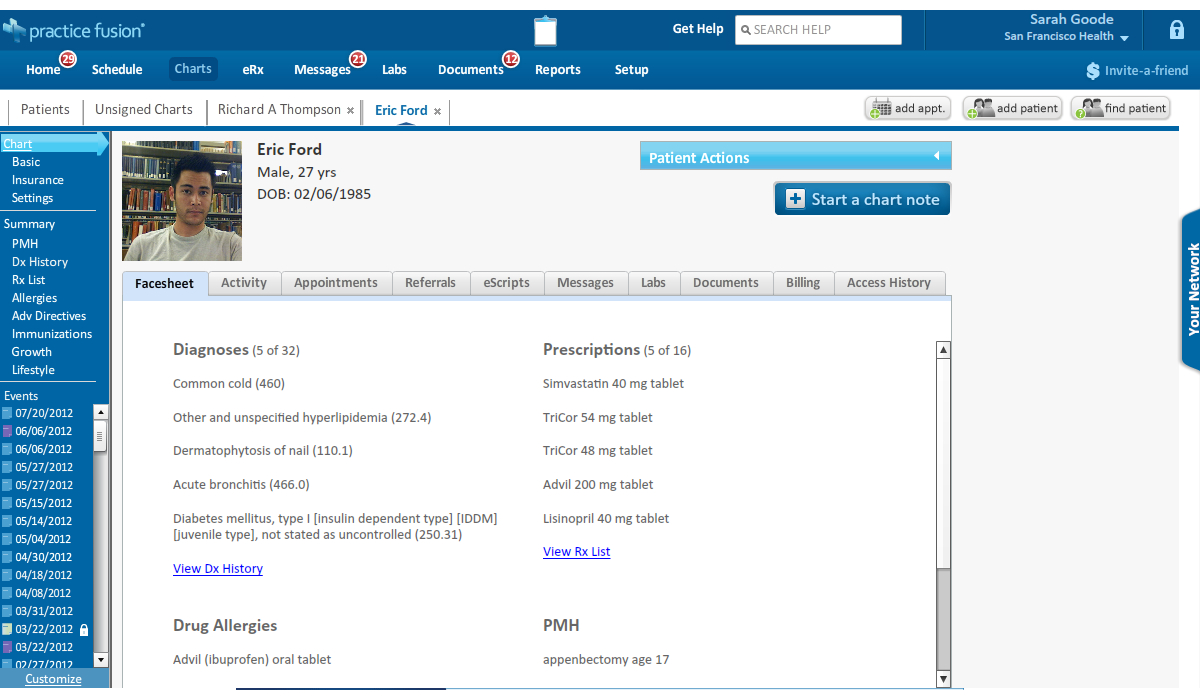 practice fusion®
Get Help
SEARCH HELP
Sarah Goode
San Francisco Health
Home 29
Schedule
Charts
eRx
Messages 21
Labs
Documents 12
Reports
Setup
$ Invite-a-friend
Patients
Unsigned Charts
Richard A Thompson ×
Eric Ford ×
add appt.
add patient
find patient
Chart
Basic
Insurance
Settings
Summary
PMH
Dx History
Rx List
Allergies
Adv Directives
Immunizations
Growth
Lifestyle
Events
07/20/2012
06/06/2012
06/06/2012
05/27/2012
05/27/2012
05/15/2012
05/14/2012
05/04/2012
04/30/2012
04/18/2012
04/08/2012
03/31/2012
03/22/2012
03/22/2012
02/27/2012
Customize
Eric Ford
Male, 27 yrs
DOB: 02/06/1985
Patient Actions
Start a chart note
Facesheet
Activity
Appointments
Referrals
eScripts
Messages
Labs
Documents
Billing
Access History
Diagnoses (5 of 32)
Common cold (460)
Other and unspecified hyperlipidemia (272.4)
Dermatophytosis of nail (110.1)
Acute bronchitis (466.0)
Diabetes mellitus, type I [insulin dependent type] [IDDM]
[juvenile type], not stated as uncontrolled (250.31)
View Dx History
Prescriptions (5 of 16)
Simvastatin 40 mg tablet
TriCor 54 mg tablet
TriCor 48 mg tablet
Advil 200 mg tablet
Lisinopril 40 mg tablet
View Rx List
Drug Allergies
Advil (ibuprofen) oral tablet
PMH
appenbectomy age 17
Your Network